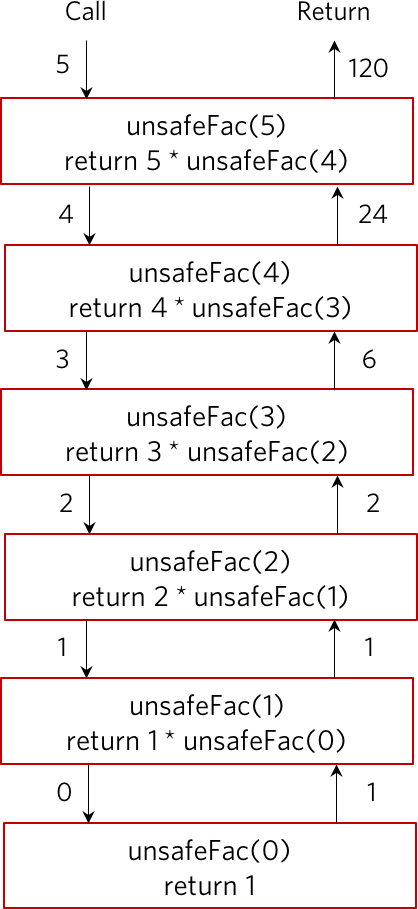 Call Return
5 120
unsafeFac(5)
return 5 * unsafeFac(4)
4 24
unsafeFac(4)
return 4 * unsafeFac(3)
3 6
unsafeFac(3)
return 3 * unsafeFac(2)
2 2
unsafeFac(2)
return 2 * unsafeFac(1)
1 1
unsafeFac(1)
return 1 * unsafeFac(0)
0 1
unsafeFac(0)
return 1